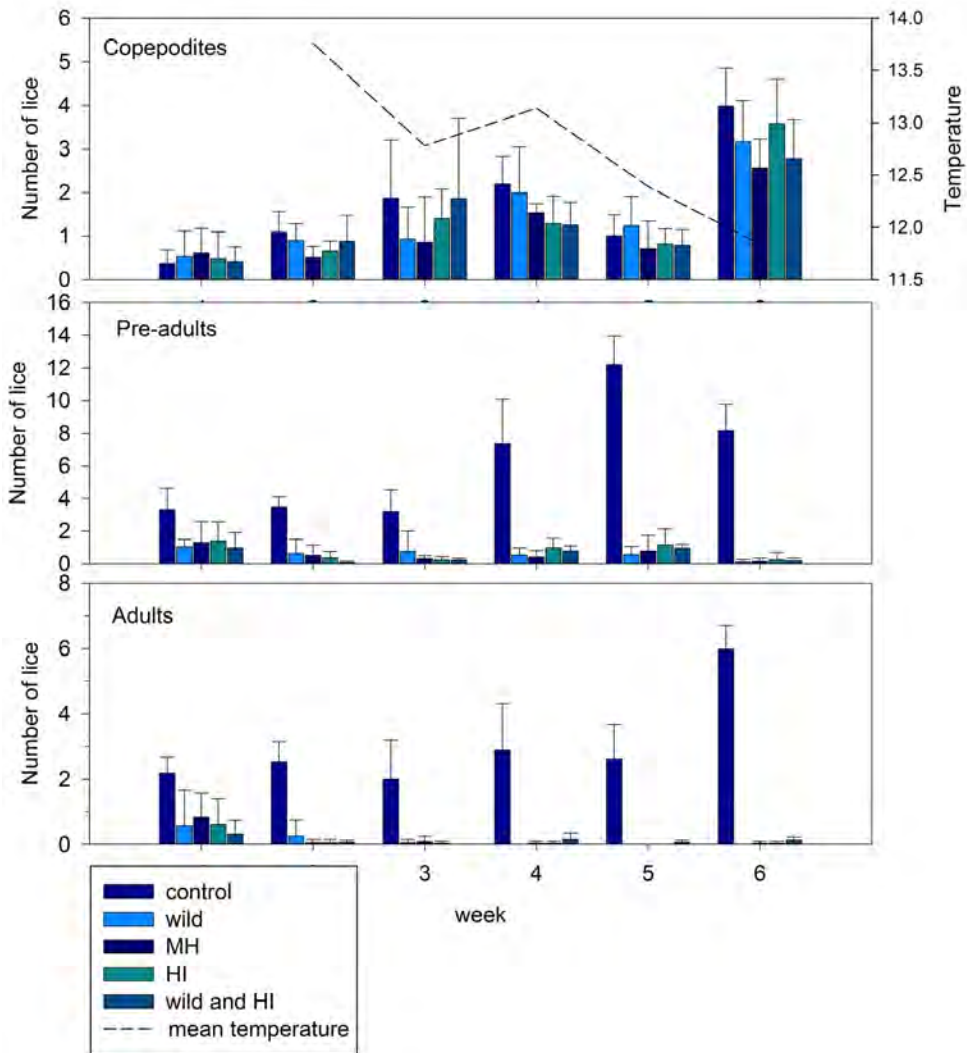 Copepodites
Number of lice
6
5
4
3
2
1
0
14.0
13.5
13.0
12.5
12.0
11.5
Temperature
Pre-adults
Number of lice
16
14
12
10
8
6
4
2
0
Adults
Number of lice
8
6
4
2
0
3 4 5 6
week
control
wild
MH
HI
wild and HI
mean temperature